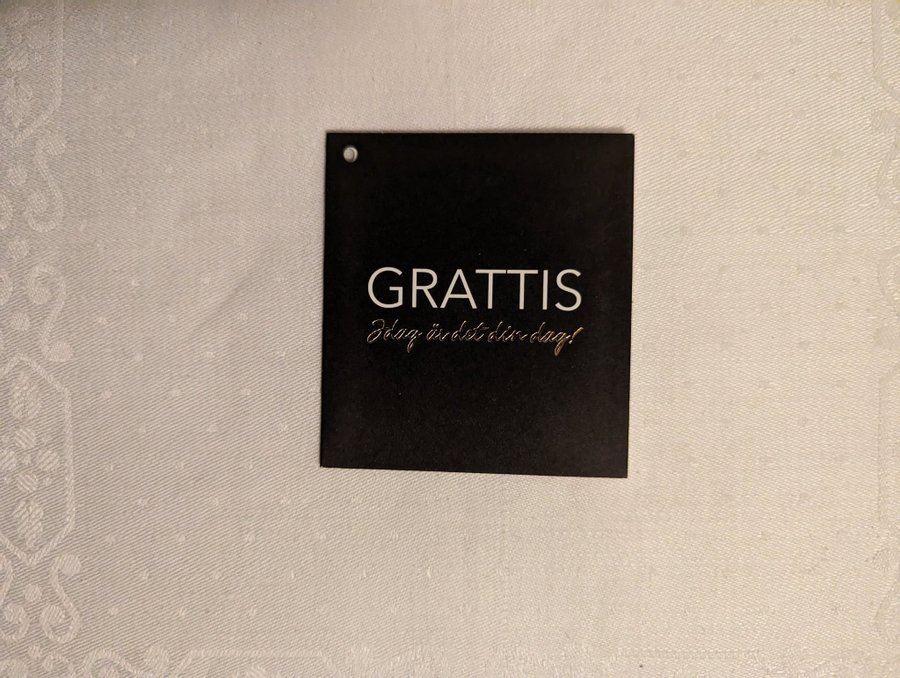 GRATTIS
Idag är det din dag!